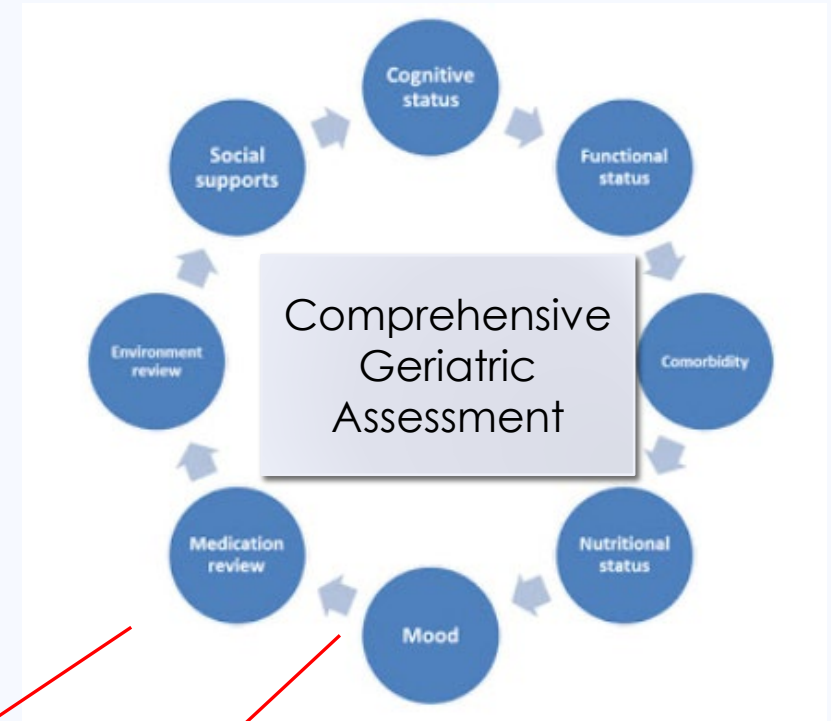 Cognitive
status
Functional
status
Comorbidity
Nutritional
status
Mood
Medication
review
Environment
review
Social
supports
Comprehensive
Geriatric
Assessment